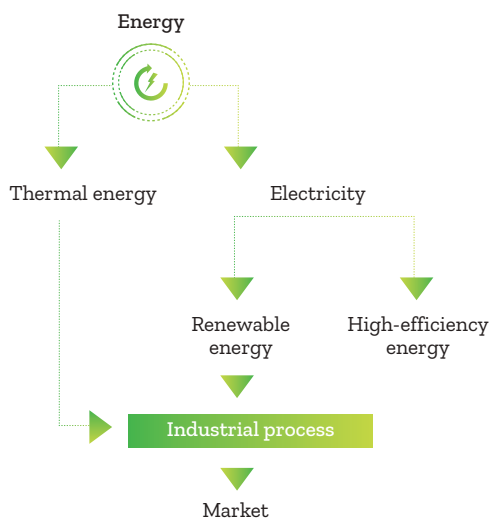 Energy
Thermal energy
Electricity
Renewable
energy
High-efficiency
energy
Industrial process
Market